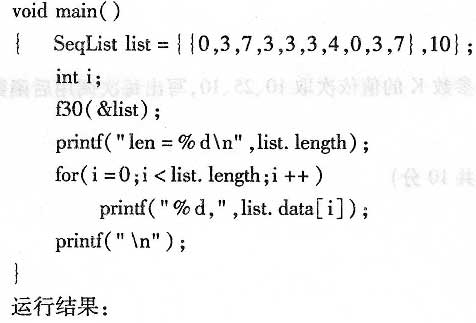 void main( )
{ SeqList list = { {0,3,7,3,3,3,4,0,3,7} ,10} ;
int i;
f30( &list) ;
printf( " len = % d\n" ,list. length) ;
for( i =0;i < list. length;i ++ )
printf( " % d," ,list. data[ i] ) ;
printf( " \n" ) ;
}
运行结果：